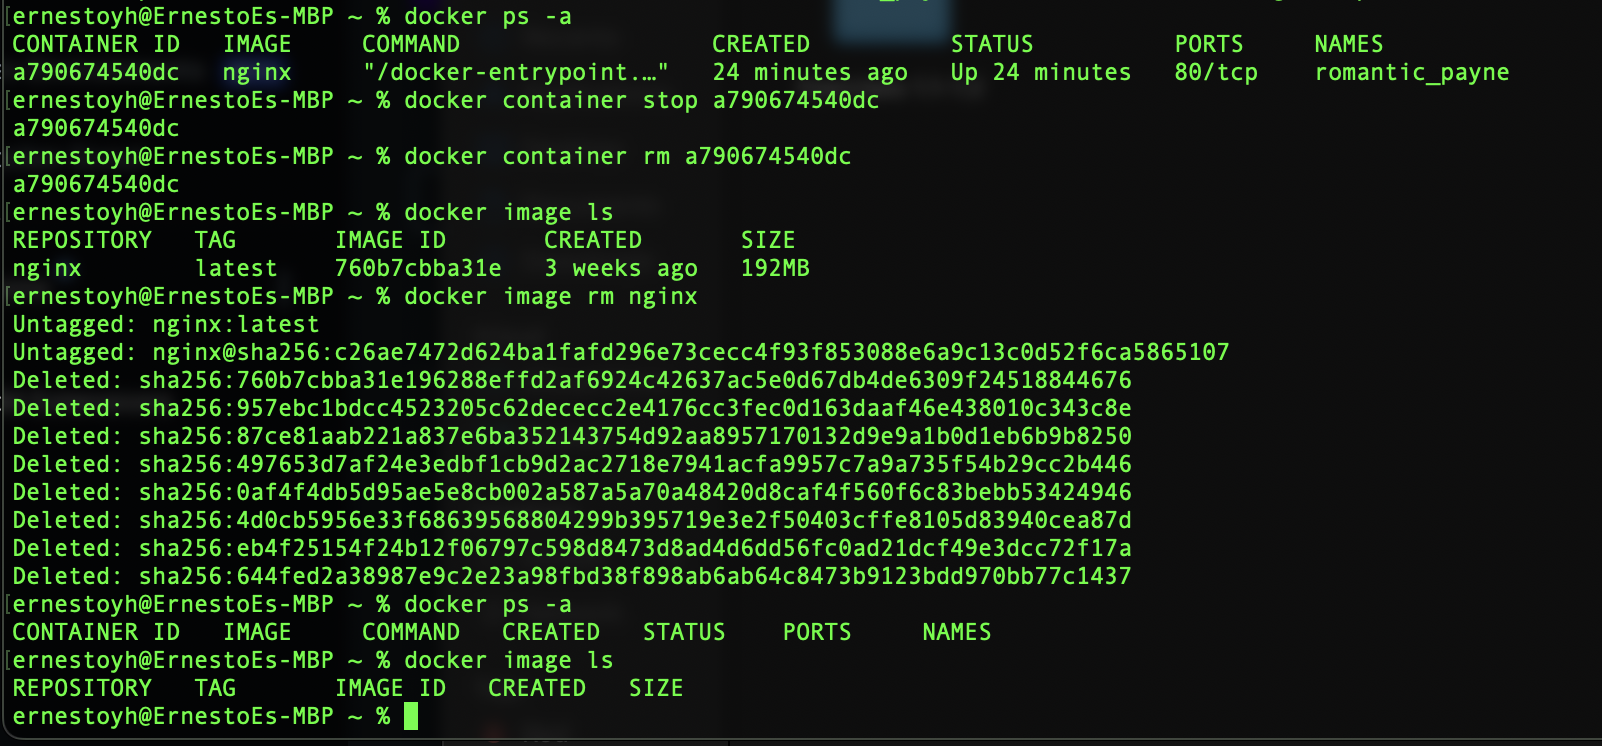 ernestoyh@ErnestoEs-MBP ~ % docker ps -a
CONTAINER ID   IMAGE     COMMAND                  CREATED          STATUS          PORTS     NAMES
a790674540dc   nginx     "/docker-entrypoint.…"   24 minutes ago   Up 24 minutes   80/tcp    romantic_payne
ernestoyh@ErnestoEs-MBP ~ % docker container stop a790674540dc
a790674540dc
ernestoyh@ErnestoEs-MBP ~ % docker container rm a790674540dc
a790674540dc
ernestoyh@ErnestoEs-MBP ~ % docker image ls
REPOSITORY   TAG       IMAGE ID       CREATED       SIZE
nginx        latest    760b7cbba31e   3 weeks ago   192MB
ernestoyh@ErnestoEs-MBP ~ % docker image rm nginx
Untagged: nginx:latest
Untagged: nginx@sha256:c26ae7472d624ba1fafd296e73cecc4f93f853088e6a9c13c0d52f6ca5865107
Deleted: sha256:760b7cbba31e196288effd2af6924c42637ac5e0d67db4de6309f24518844676
Deleted: sha256:957ebc1bdcc4523205c62dececc2e4176cc3fec0d163daaf46e438010c343c8e
Deleted: sha256:87ce81aab221a837e6ba352143754d92aa8957170132d9e9a1b0d1eb6b9b8250
Deleted: sha256:497653d7af24e3edbf1cb9d2ac2718e7941acfa9957c7a9a735f54b29cc2b446
Deleted: sha256:0af4f4db5d95ae5e8cb002a587a5a70a48420d8caf4f560f6c83bebb53424946
Deleted: sha256:4d0cb5956e33f68639568804299b395719e3e2f50403cffe8105d83940cea87d
Deleted: sha256:eb4f25154f24b12f06797c598d8473d8ad4d6dd56fc0ad21dcf49e3dcc72f17a
Deleted: sha256:644fed2a38987e9c2e23a98fbd38f898ab6ab64c8473b9123bdd970bb77c1437
ernestoyh@ErnestoEs-MBP ~ % docker ps -a
CONTAINER ID   IMAGE     COMMAND   CREATED   STATUS    PORTS     NAMES
ernestoyh@ErnestoEs-MBP ~ % docker image ls
REPOSITORY   TAG       IMAGE ID   CREATED   SIZE
ernestoyh@ErnestoEs-MBP ~ %